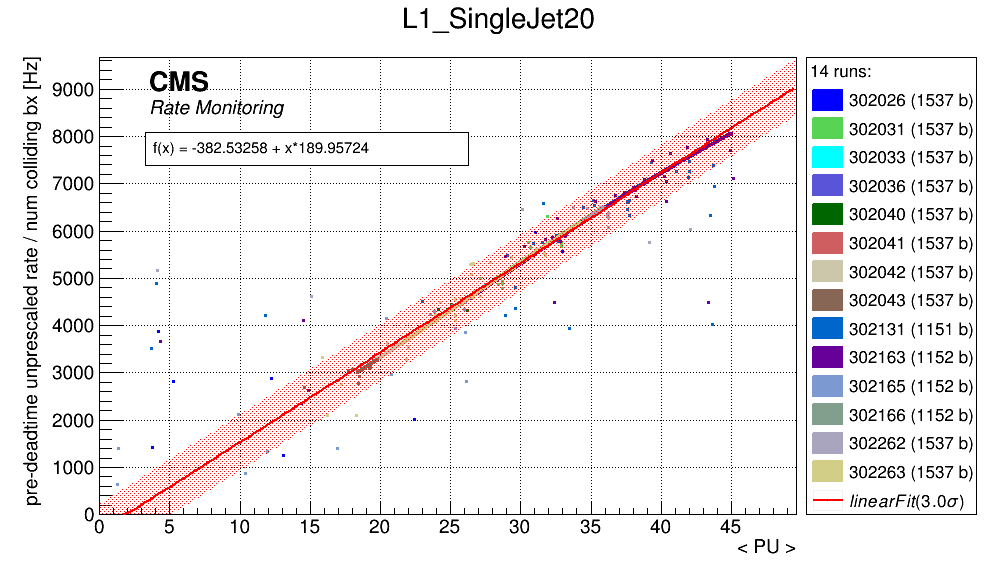 L1_SingleJet20
pre-deadtime unprescaled rate / num colliding bx [Hz]
CMS
Rate Monitoring
f(x) = -382.53258 + x*189.95724
9000
8000
7000
6000
5000
4000
3000
2000
1000
0
0 5 10 15 20 25 30 35 40 45
< PU >
14 runs:
302026 (1537 b)
302031 (1537 b)
302033 (1537 b)
302036 (1537 b)
302040 (1537 b)
302041 (1537 b)
302042 (1537 b)
302043 (1537 b)
302131 (1151 b)
302163 (1152 b)
302165 (1152 b)
302166 (1152 b)
302262 (1537 b)
302263 (1537 b)
linearFit(3.0σ)